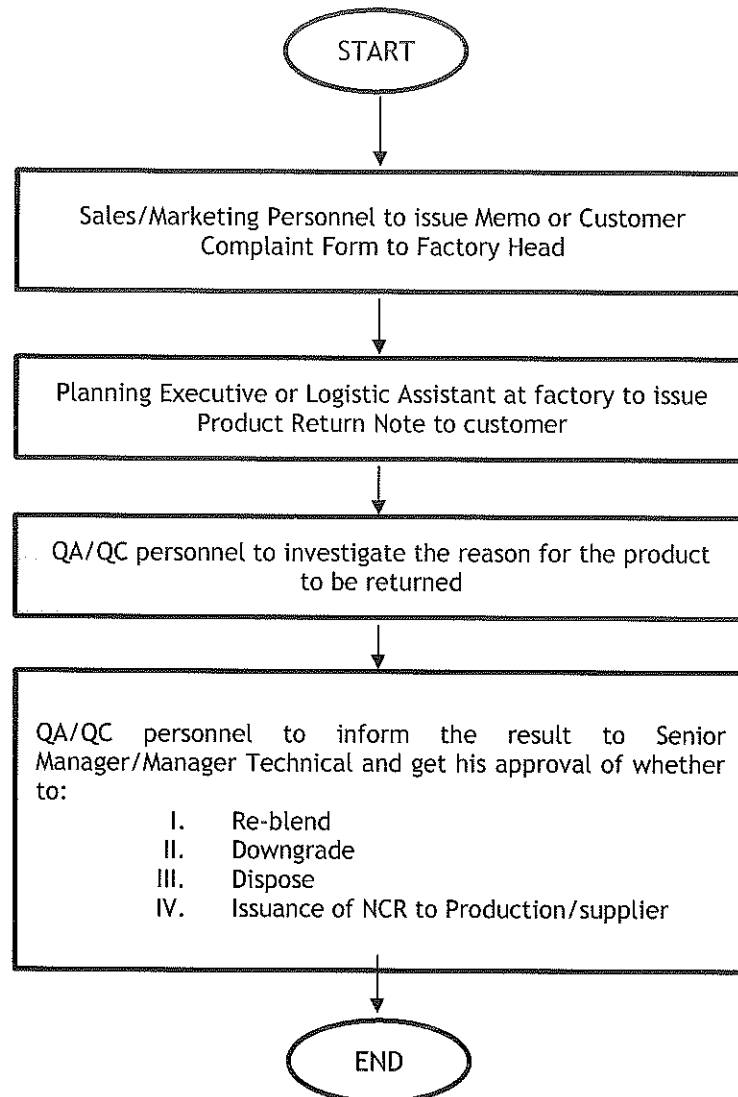 START
Sales/Marketing Personnel to issue Memo or Customer
Complaint Form to Factory Head
Planning Executive or Logistic Assistant at factory to issue
Product Return Note to customer
QA/QC personnel to investigate the reason for the product
to be returned
QA/QC personnel to inform the result to Senior
Manager/Manager Technical and get his approval of whether
to:
I. Re-blend
II. Downgrade
III. Dispose
IV. Issuance of NCR to Production/supplier
END